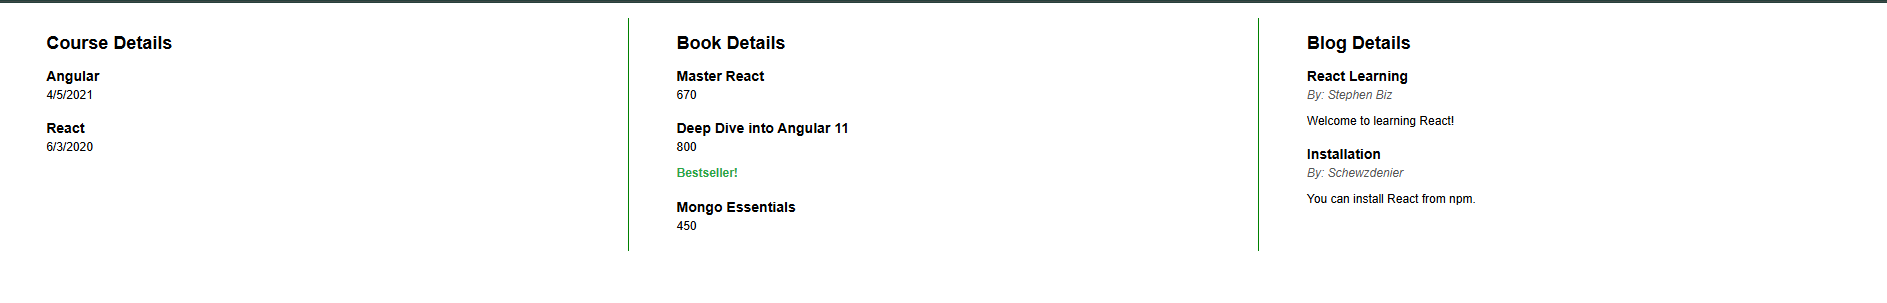 Course Details
Angular
4/5/2021
React
6/3/2020
Book Details
Master React
670
Deep Dive into Angular 11
800
Bestseller!
Mongo Essentials
450
Blog Details
React Learning
By: Stephen Biz
Welcome to learning React!
Installation
By: Schewzdenier
You can install React from npm.